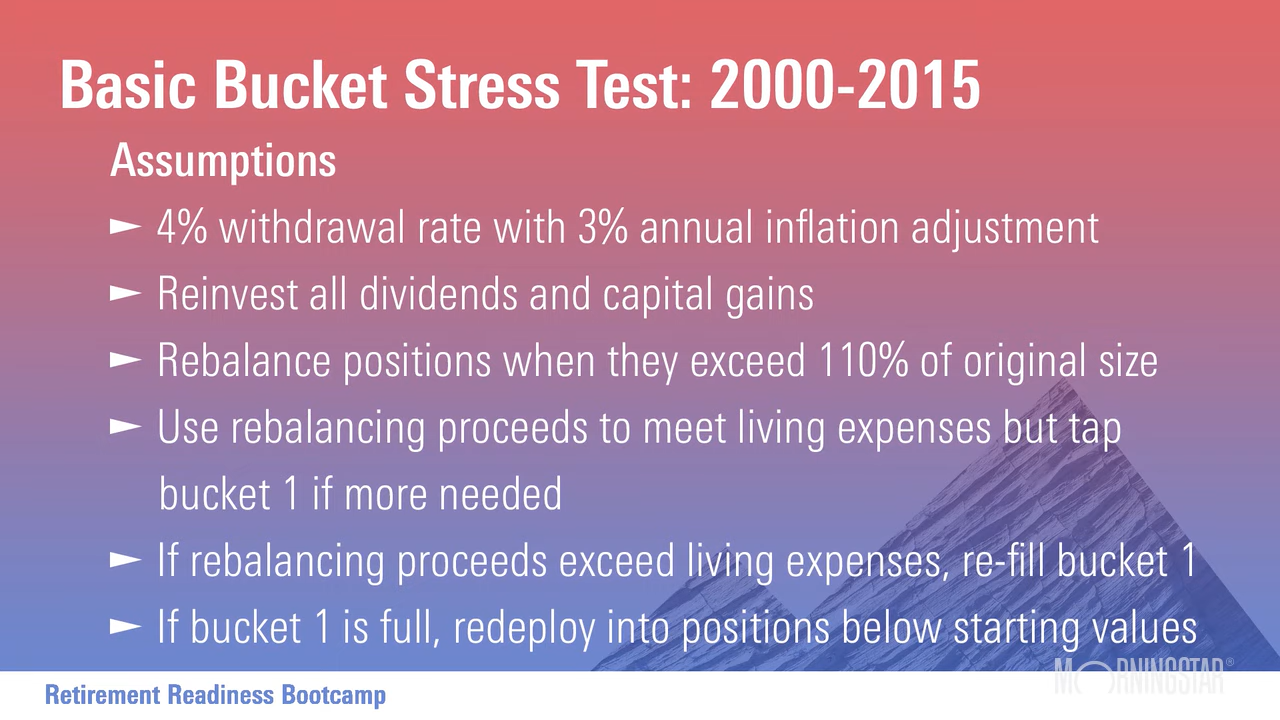 Basic Bucket Stress Test: 2000-2015
Assumptions
► 4% withdrawal rate with 3% annual inflation adjustment
► Reinvest all dividends and capital gains
► Rebalance positions when they exceed 110% of original size
► Use rebalancing proceeds to meet living expenses but tap
bucket 1 if more needed
► If rebalancing proceeds exceed living expenses, re-fill bucket 1
► If bucket 1 is full, redeploy into positions below starting values
MORNINGSTAR®
Retirement Readiness Bootcamp